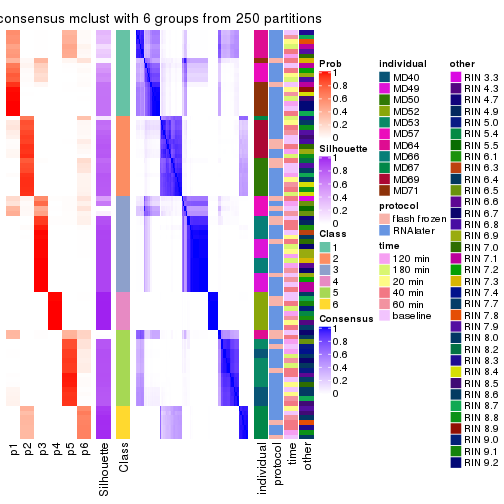 consensus mclust with 6 groups from 250 partitions
p1
p2
p3
p4
p5
p6
Silhouette
Class
individual
protocol
time
other
Prob
1
0.8
0.6
0.4
0.2
0
Silhouette
1
0.8
0.6
0.4
0.2
0
Class
1
2
3
4
5
6
Consensus
1
0.8
0.6
0.4
0.2
0
individual
MD40
MD49
MD50
MD52
MD53
MD57
MD64
MD66
MD67
MD69
MD71
protocol
flash frozen
RNAlater
time
120 min
180 min
20 min
40 min
60 min
baseline
other
RIN 3.3
RIN 4.3
RIN 4.7
RIN 4.9
RIN 5.0
RIN 5.4
RIN 5.5
RIN 6.1
RIN 6.3
RIN 6.4
RIN 6.5
RIN 6.6
RIN 6.7
RIN 6.8
RIN 6.9
RIN 7.0
RIN 7.1
RIN 7.2
RIN 7.3
RIN 7.4
RIN 7.7
RIN 7.8
RIN 7.9
RIN 8.0
RIN 8.2
RIN 8.3
RIN 8.4
RIN 8.5
RIN 8.6
RIN 8.7
RIN 8.8
RIN 8.9
RIN 9.0
RIN 9.1
RIN 9.2